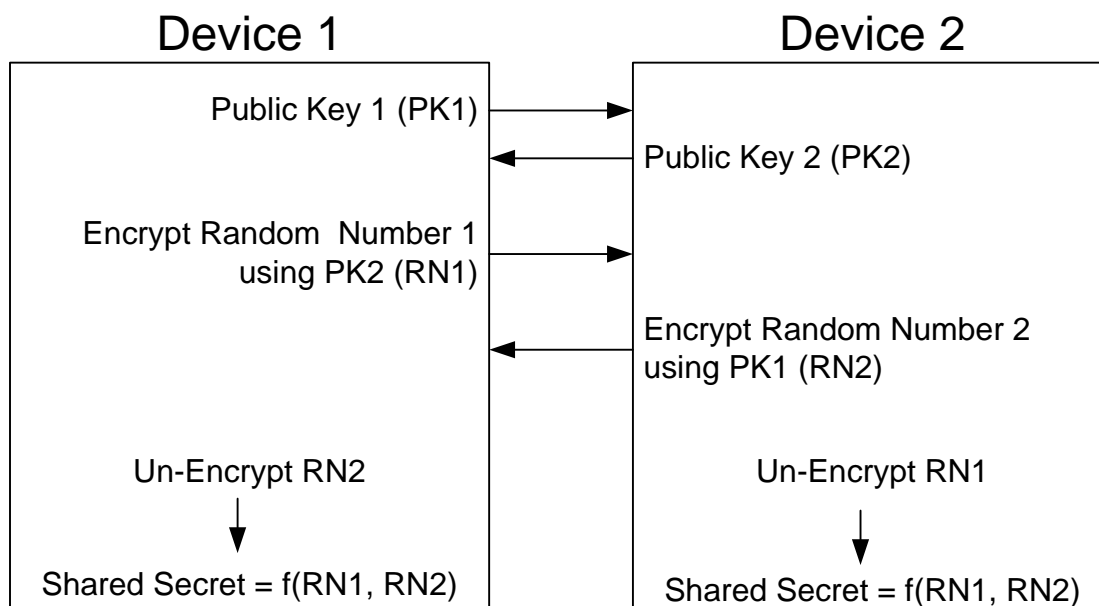 Device 1
Device 2
Public Key 1 (PK1)
Public Key 2 (PK2)
Encrypt Random Number 1
using PK2 (RN1)
Encrypt Random Number 2
using PK1 (RN2)
Un-Encrypt RN2
Un-Encrypt RN1
Shared Secret = f(RN1, RN2)
Shared Secret = f(RN1, RN2)